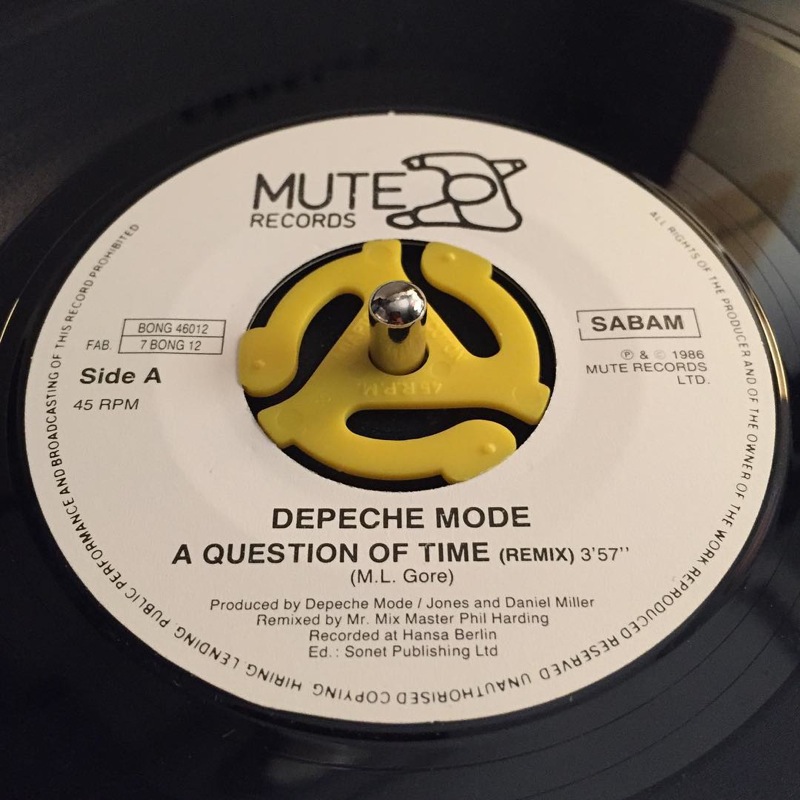 MUTE
RECORDS
BONG 46012
FAB. 7 BONG 12
Side A
45 RPM
SABAM
℗ & © 1986
MUTE RECORDS
LTD.
45 R.P.M.
DEPECHE MODE
A QUESTION OF TIME (REMIX) 3'57''
(M.L. Gore)
Produced by Depeche Mode / Jones and Daniel Miller
Remixed by Mr. Mix Master Phil Harding
Recorded at Hansa Berlin
Ed.: Sonet Publishing Ltd
ALL RIGHTS OF THE PRODUCER AND OF THE OWNER OF THE WORK REPRODUCED RESERVED. UNAUTHORISED COPYING. HIRING. LENDING. PUBLIC PERFORMANCE AND BROADCASTING OF THIS RECORD PROHIBITED